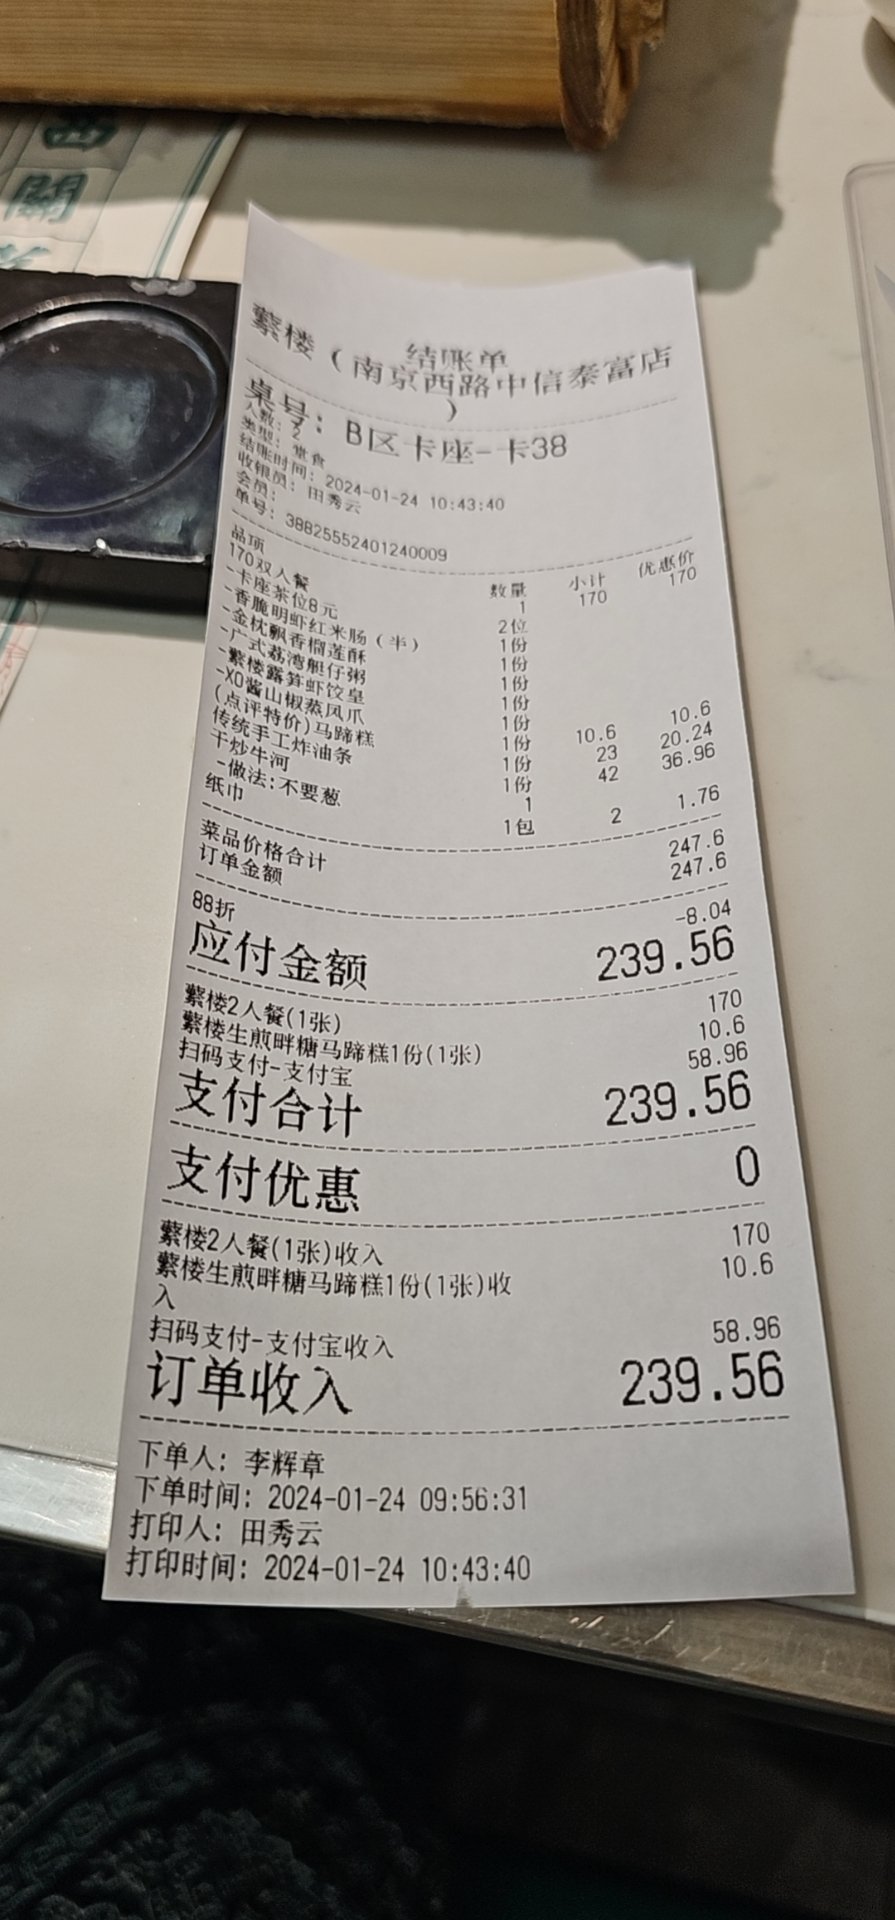 西
關
结账单
蘩楼（南京西路中信泰富店
）
桌号: B区卡座-卡38
人数: 2
类型: 堂食
结账时间: 2024-01-24 10:43:40
收银员: 田秀云
会员:
单号: 38825552401240009
品项 数量 小计 优惠价
170双人餐 1 170 170
-卡座茶位8元 2位
-香脆明虾红米肠（半） 1份
-金枕飘香榴莲酥 1份
-广式荔湾艇仔粥 1份
-蘩楼露笋虾饺皇 1份
-XO酱山椒蒸凤爪 1份
(点评特价)马蹄糕 1份 10.6 10.6
传统手工炸油条 1份 23 20.24
干炒牛河 1份 42 36.96
-做法:不要葱 1
纸巾 1包 2 1.76
菜品价格合计 247.6
订单金额 247.6
88折 -8.04
应付金额 239.56
蘩楼2人餐(1张) 170
蘩楼生煎畔糖马蹄糕1份(1张) 10.6
扫码支付-支付宝 58.96
支付合计 239.56
支付优惠 0
蘩楼2人餐(1张)收入 170
蘩楼生煎畔糖马蹄糕1份(1张)收 10.6
入
扫码支付-支付宝收入 58.96
订单收入 239.56
下单人: 李辉章
下单时间: 2024-01-24 09:56:31
打印人: 田秀云
打印时间: 2024-01-24 10:43:40